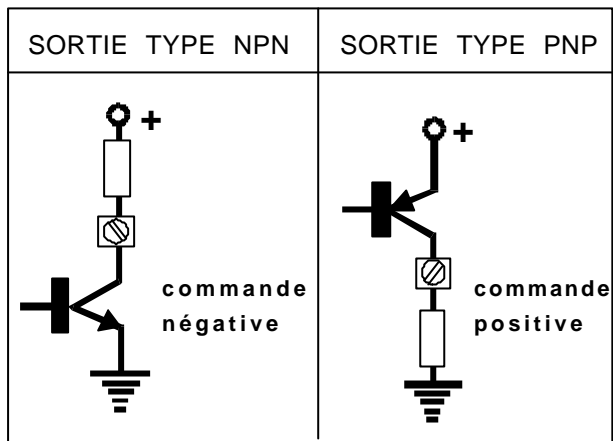 SORTIE TYPE NPN
SORTIE TYPE PNP
+
commande
négative
+
commande
positive